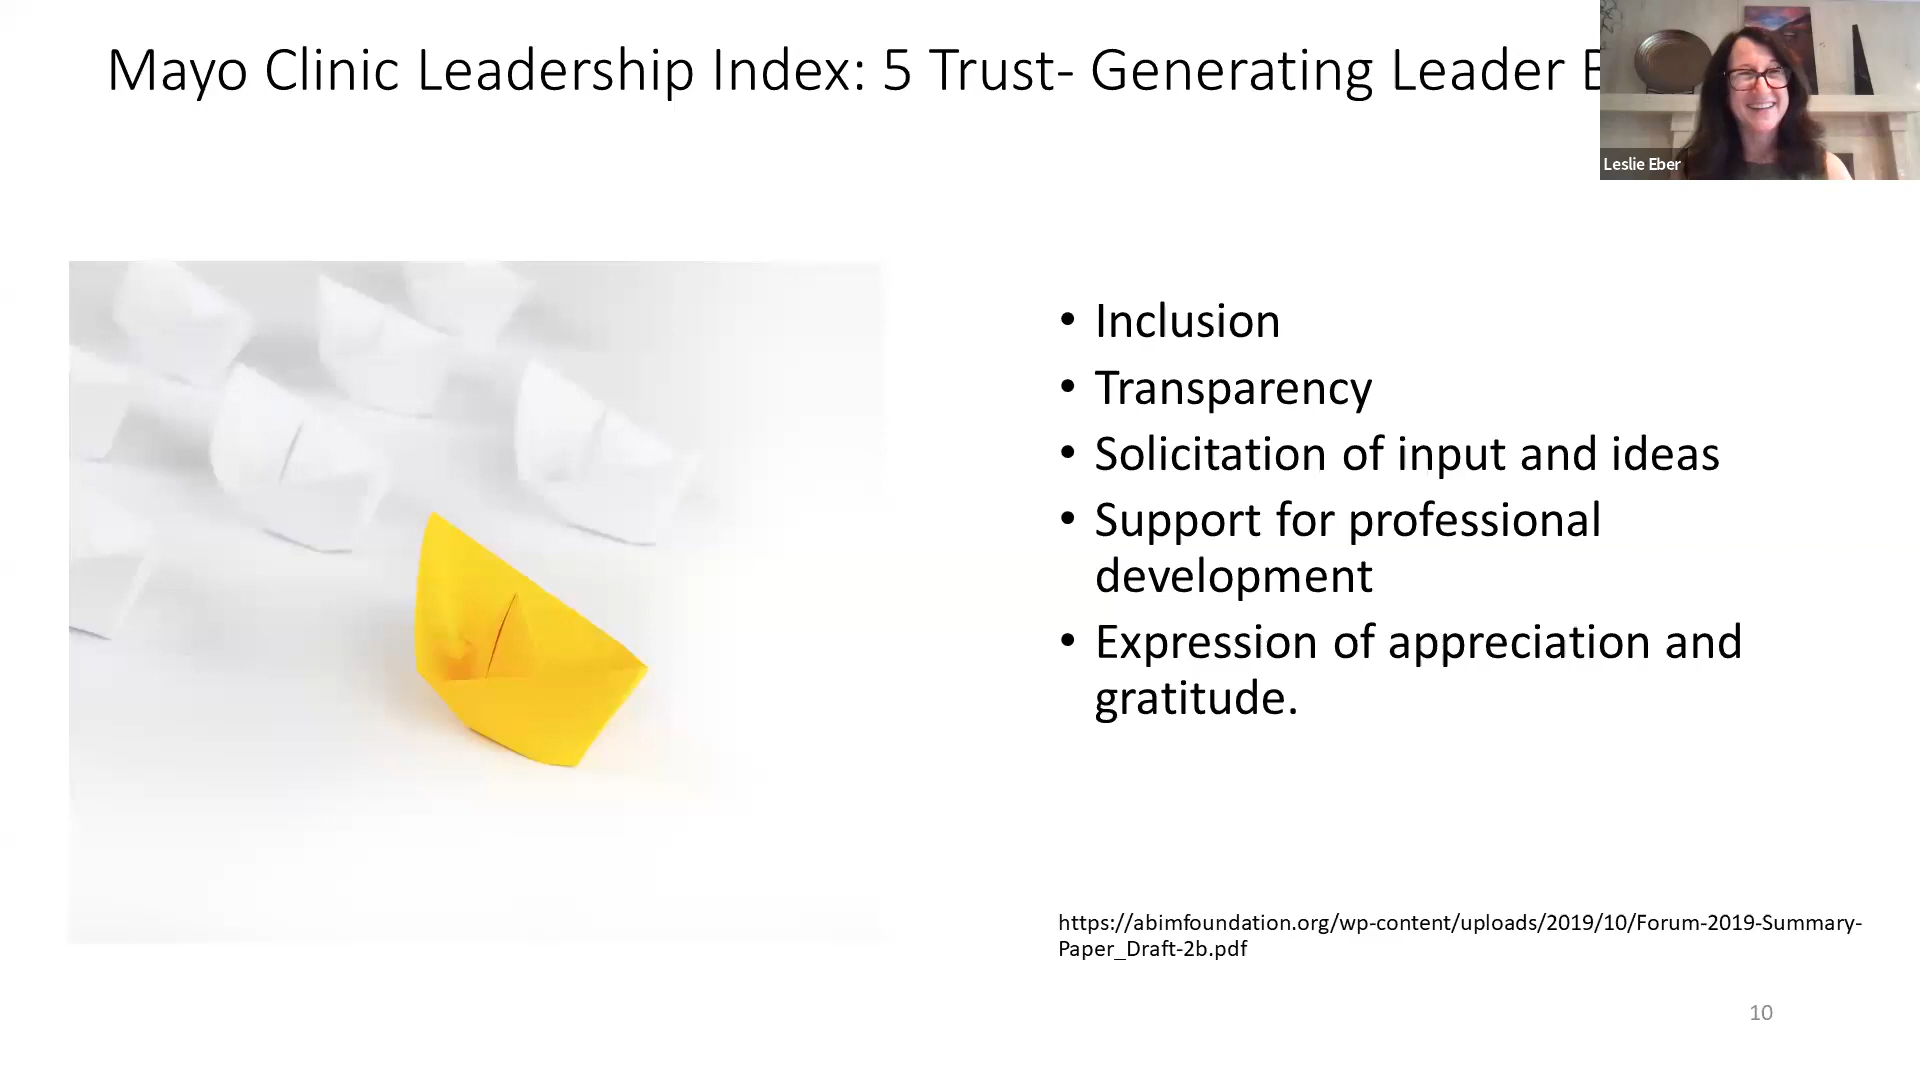 Mayo Clinic Leadership Index: 5 Trust- Generating Leader
Leslie Eber
• Inclusion
• Transparency
• Solicitation of input and ideas
• Support for professional
development
• Expression of appreciation and
gratitude.
https://abimfoundation.org/wp-content/uploads/2019/10/Forum-2019-Summary-
Paper_Draft-2b.pdf
10